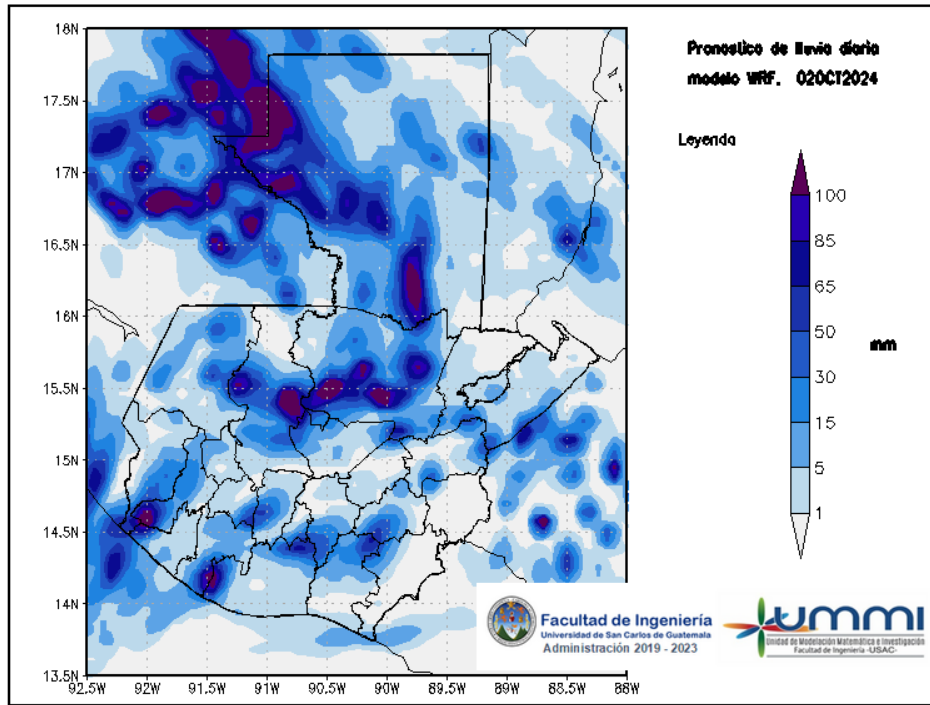 Pronostico de lluvia diaria
modelo WRF. 02OCT2024
Leyenda
100
85
65
50
30
15
5
1
mm
18N
17.5N
17N
16.5N
16N
15.5N
15N
14.5N
14N
13.5N
92.5W
92W
91.5W
91W
90.5W
90W
89.5W
89W
88.5W
88W
Facultad de Ingeniería
Universidad de San Carlos de Guatemala
Administración 2019 - 2023
UMMI
Unidad de Modelación Matemática e Investigación
Facultad de Ingeniería -USAC-